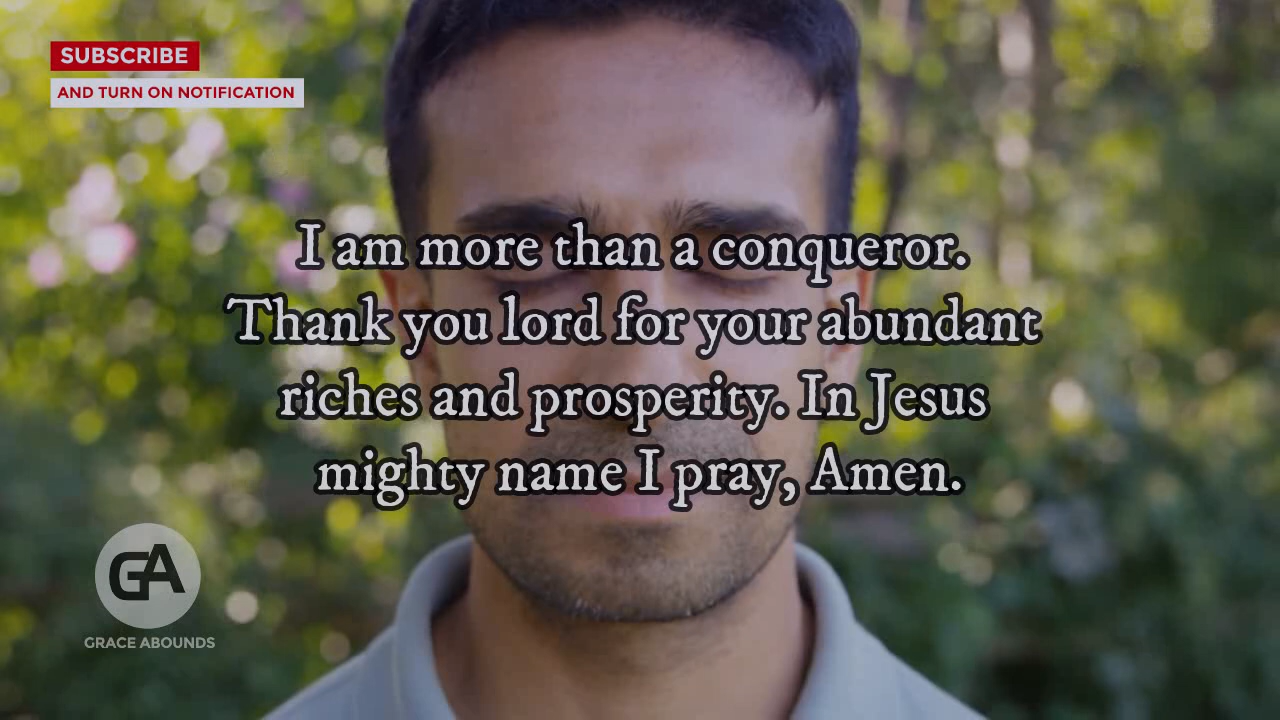 SUBSCRIBE
AND TURN ON NOTIFICATION
I am more than a conqueror.
Thank you lord for your abundant
riches and prosperity. In Jesus
mighty name I pray, Amen.
GA
GRACE ABOUNDS